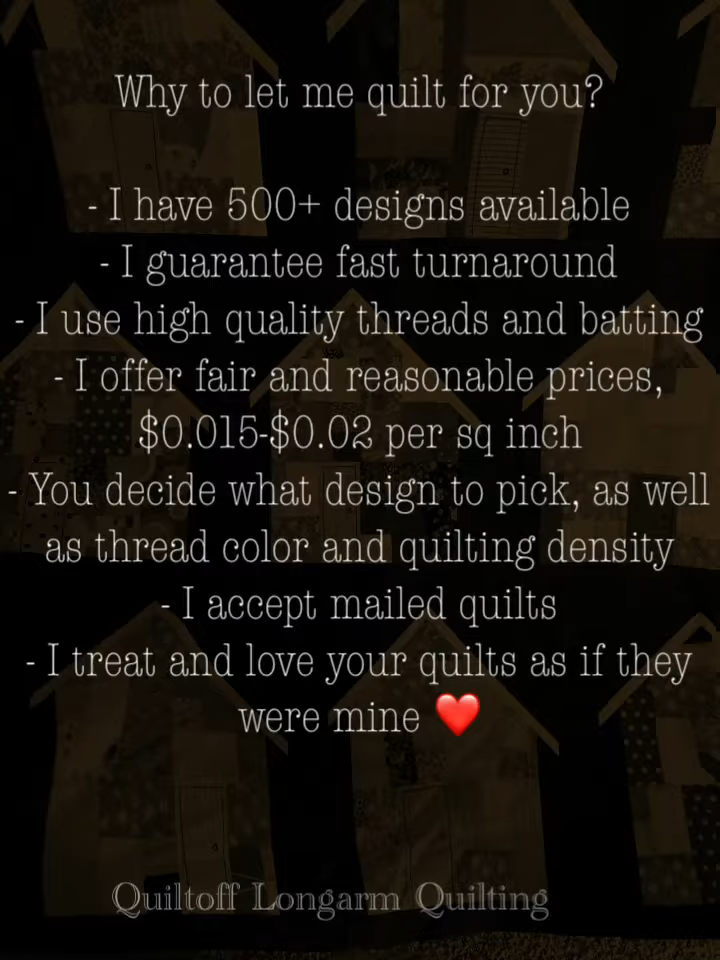 Why to let me quilt for you?
- I have 500+ designs available
- I guarantee fast turnaround
- I use high quality threads and batting
- I offer fair and reasonable prices,
$0.015-$0.02 per sq inch
- You decide what design to pick, as well
as thread color and quilting density
- I accept mailed quilts
- I treat and love your quilts as if they
were mine ❤️
Quiltoff Longarm Quilting